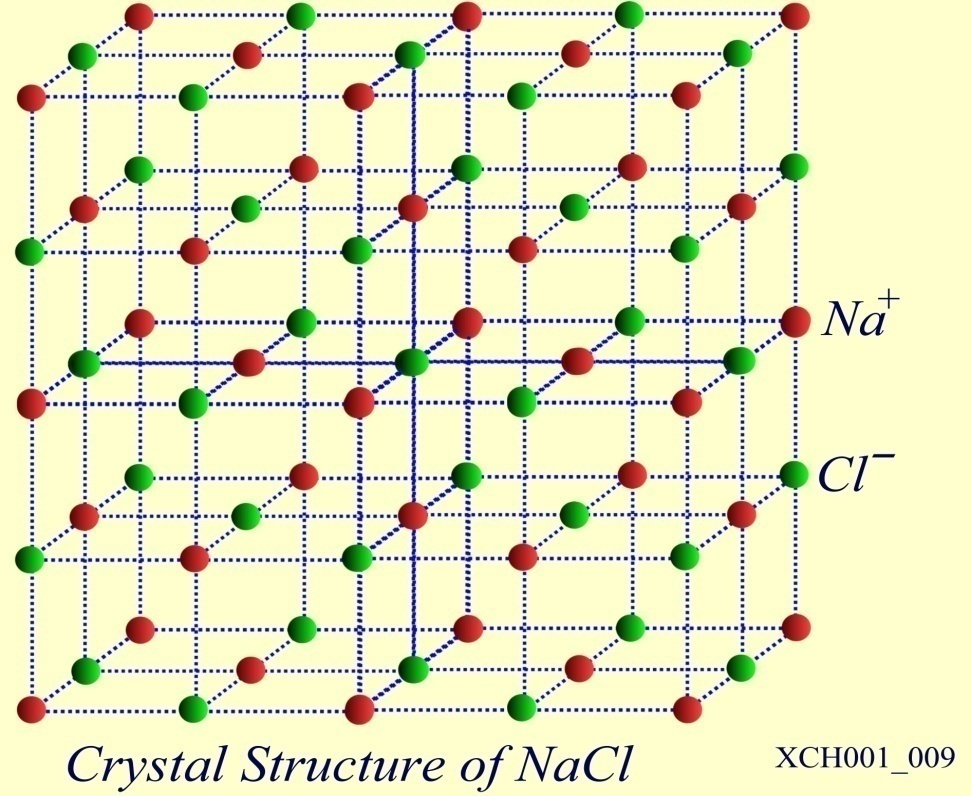 Na⁺
Cl⁻
Crystal Structure of NaCl
XCH001_009